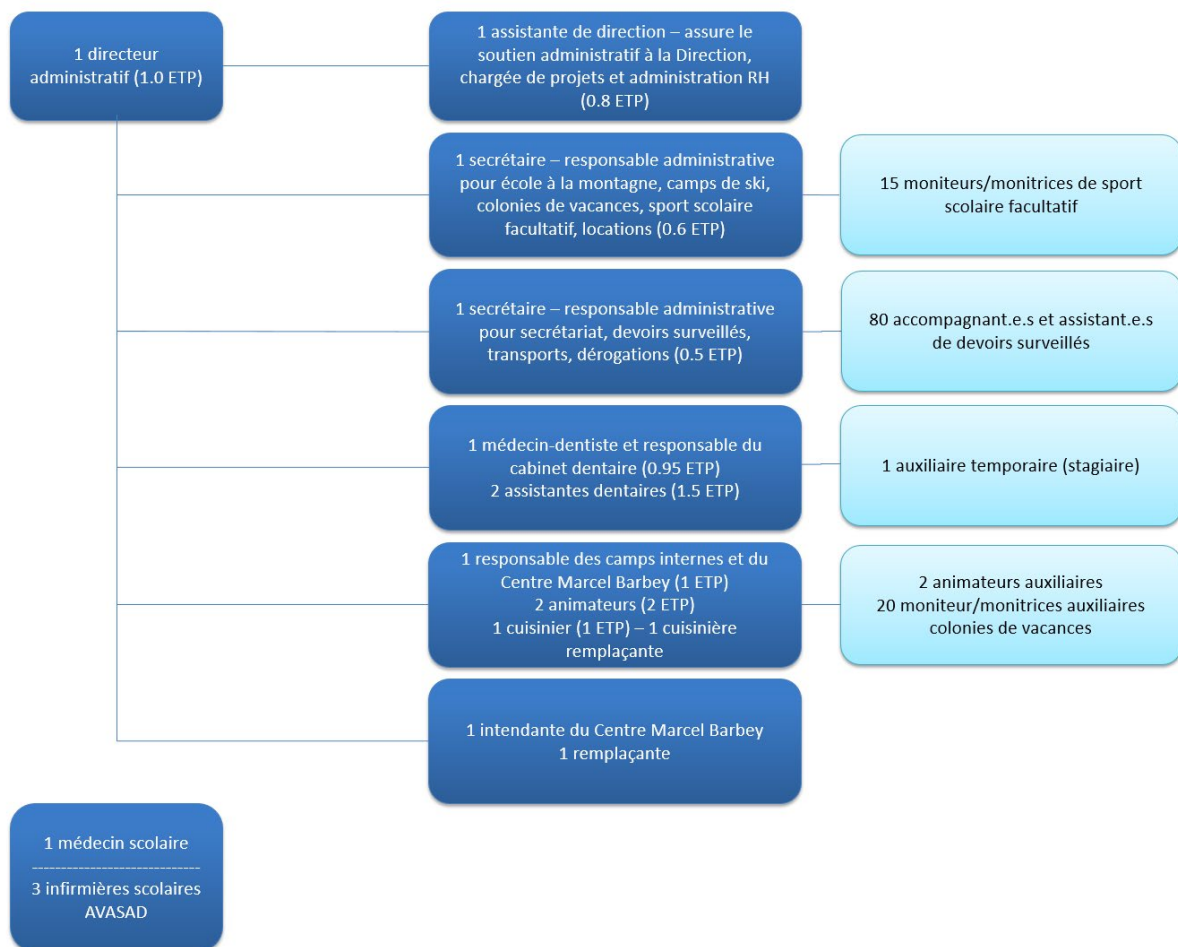 1 directeur
administratif (1.0 ETP)
1 assistante de direction – assure le
soutien administratif à la Direction,
chargée de projets et administration RH
(0.8 ETP)
1 secrétaire – responsable administrative
pour école à la montagne, camps de ski,
colonies de vacances, sport scolaire
facultatif, locations (0.6 ETP)
15 moniteurs/monitrices de sport
scolaire facultatif
1 secrétaire – responsable administrative
pour secrétariat, devoirs surveillés,
transports, dérogations (0.5 ETP)
80 accompagnant.e.s et assistant.e.s
de devoirs surveillés
1 médecin-dentiste et responsable du
cabinet dentaire (0.95 ETP)
2 assistantes dentaires (1.5 ETP)
1 auxiliaire temporaire (stagiaire)
1 responsable des camps internes et du
Centre Marcel Barbey (1 ETP)
2 animateurs (2 ETP)
1 cuisinier (1 ETP) – 1 cuisinière
remplaçante
2 animateurs auxiliaires
20 moniteur/monitrices auxiliaires
colonies de vacances
1 intendante du Centre Marcel Barbey
1 remplaçante
1 médecin scolaire
-----------------------------
3 infirmières scolaires
AVASAD